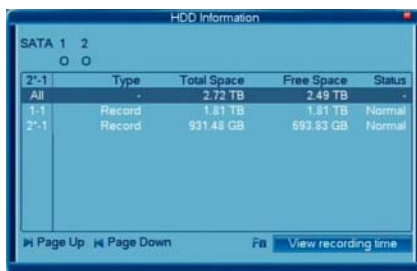 HDD Information
SATA 1 2
O O
2*-1 Type Total Space Free Space Status
All - 2.72 TB 2.49 TB -
1-1 Record 1.81 TB 1.81 TB Normal
2*-1 Record 931.48 GB 693.83 GB Normal
Page Up Page Down Fn View recording time